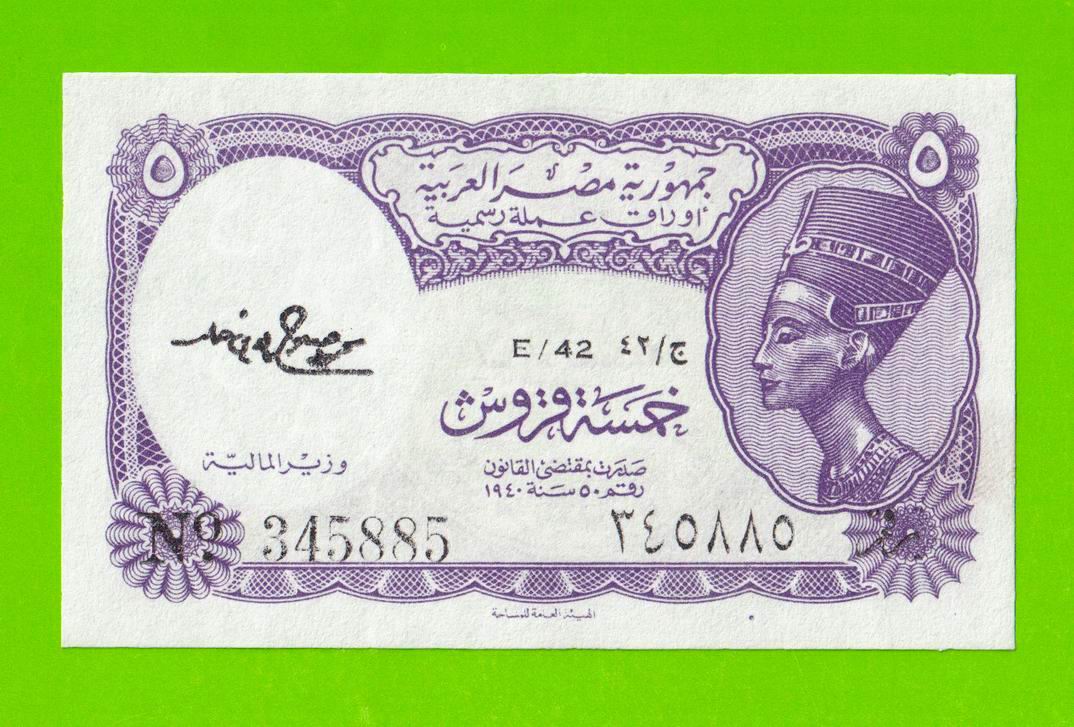 ٥
٥
جمهورية مصر العربية
أوراق عملة رسمية
E/42 ج/٤٢
خمسة قروش
وزير المالية
صدرت بمقتضى القانون
رقم ٥٠ سنة ١٩٤٠
Nº 345885 ٣٤٥٨٨٥ رقم
الهيئة العامة للمساحة